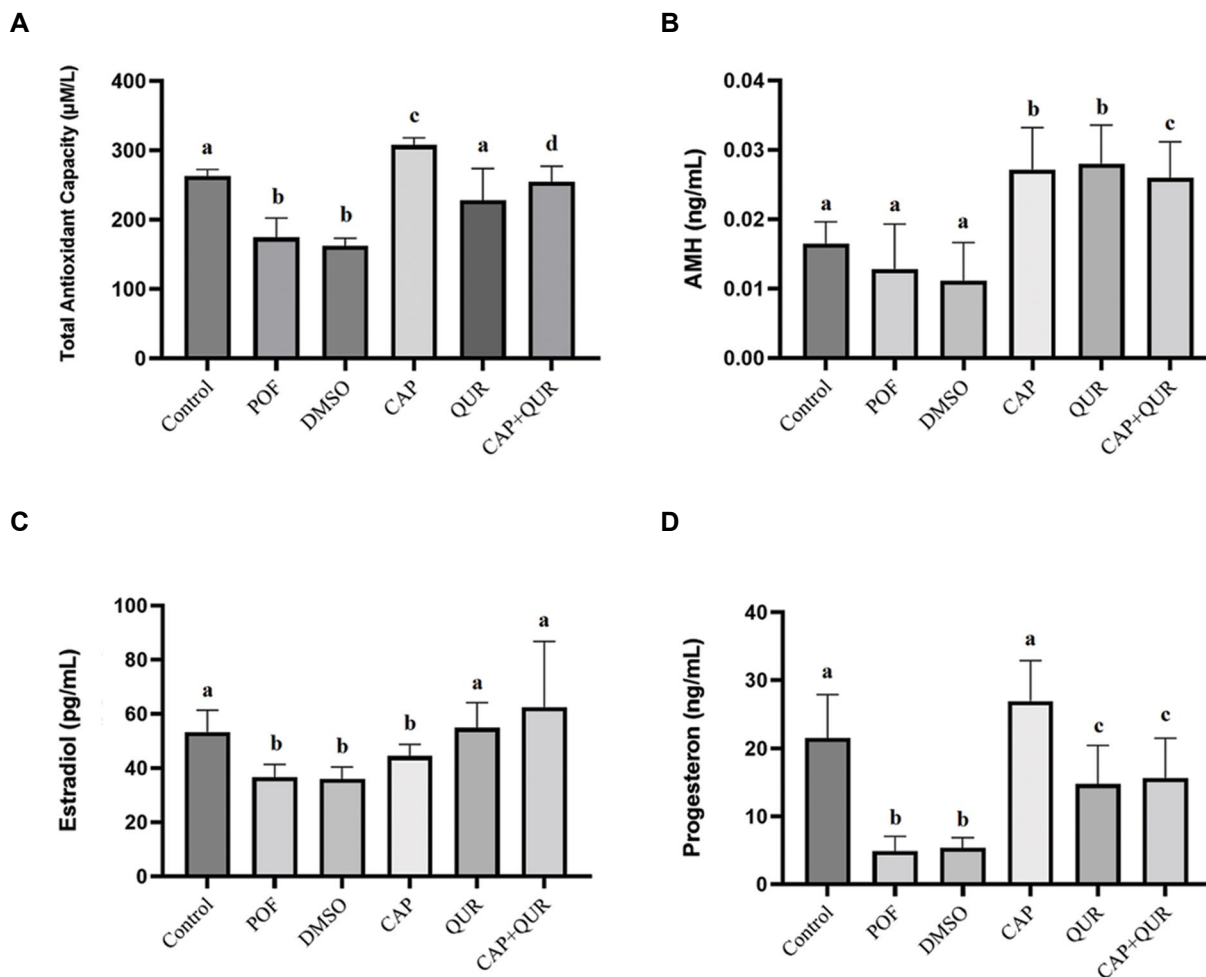 A
Total Antioxidant Capacity (µM/L)
400
300
200
100
0
a
b
b
c
a
d
Control
POF
DMSO
CAP
QUR
CAP+QUR
B
AMH (ng/mL)
0.04
0.03
0.02
0.01
0.00
a
a
a
b
b
c
Control
POF
DMSO
CAP
QUR
CAP+QUR
C
Estradiol (pg/mL)
100
80
60
40
20
0
a
b
b
b
a
a
Control
POF
DMSO
CAP
QUR
CAP+QUR
D
Progesteron (ng/mL)
40
30
20
10
0
a
b
b
a
c
c
Control
POF
DMSO
CAP
QUR
CAP+QUR